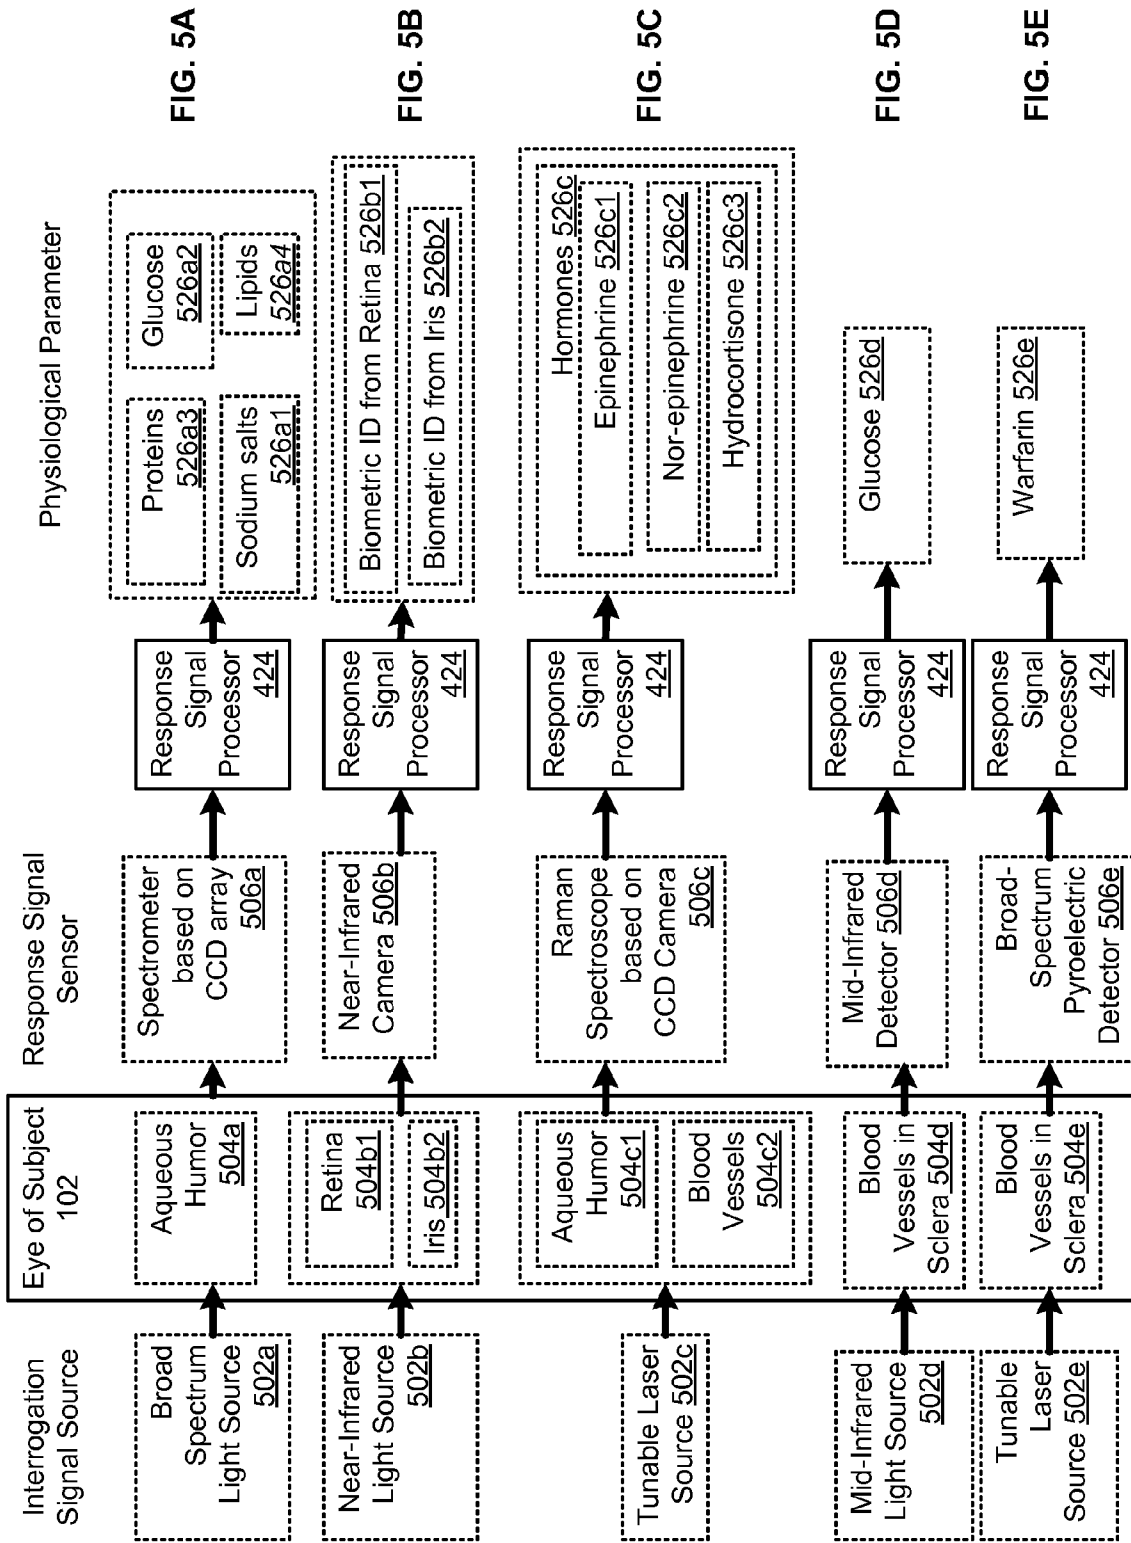 Interrogation
Signal Source
Eye of Subject
102
Response Signal
Sensor
Physiological Parameter
Broad
Spectrum
Light Source
502a
Aqueous
Humor
504a
Spectrometer
based on
CCD array
506a
Response
Signal
Processor
424
Proteins
526a3
Glucose
526a2
Sodium salts
526a1
Lipids
526a4
FIG. 5A
Near-Infrared
Light Source
502b
Retina
504b1
Iris 504b2
Near-Infrared
Camera 506b
Response
Signal
Processor
424
Biometric ID from Retina 526b1
Biometric ID from Iris 526b2
FIG. 5B
Tunable Laser
Source 502c
Aqueous
Humor
504c1
Blood
Vessels
504c2
Raman
Spectroscope
based on
CCD Camera
506c
Response
Signal
Processor
424
Hormones 526c
Epinephrine 526c1
Nor-epinephrine 526c2
Hydrocortisone 526c3
FIG. 5C
Mid-Infrared
Light Source
502d
Blood
Vessels in
Sclera 504d
Mid-Infrared
Detector 506d
Response
Signal
Processor
424
Glucose 526d
FIG. 5D
Tunable
Laser
Source 502e
Blood
Vessels in
Sclera 504e
Broad-
Spectrum
Pyroelectric
Detector 506e
Response
Signal
Processor
424
Warfarin 526e
FIG. 5E